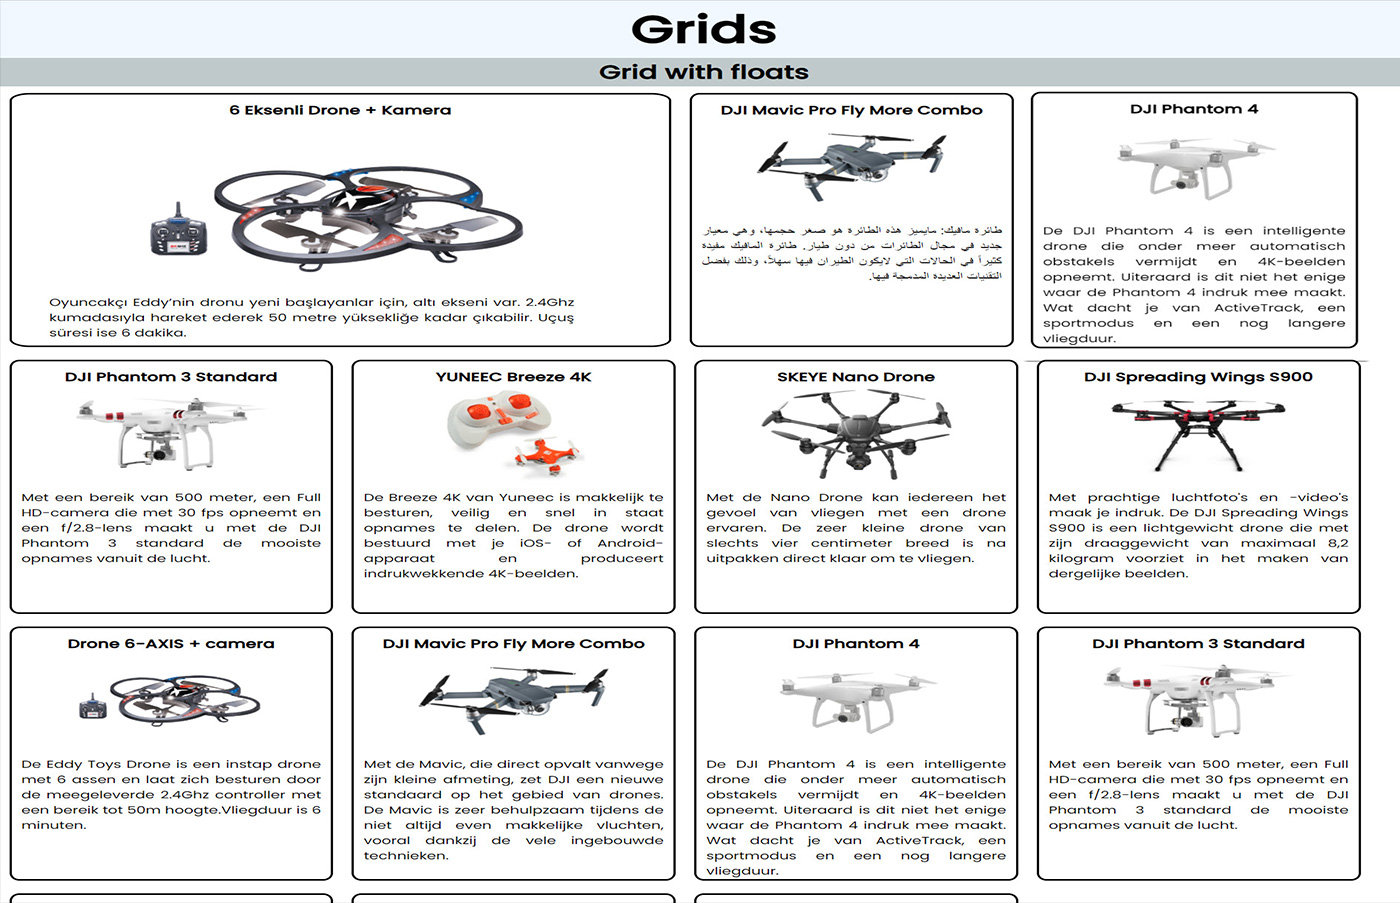 Grids
Grid with floats
6 Eksenli Drone + Kamera
Oyuncakçı Eddy’nin dronu yeni başlayanlar için, altı ekseni var. 2.4Ghz
kumadasıyla hareket ederek 50 metre yüksekliğe kadar çıkabilir. Uçuş
süresi ise 6 dakika.
DJI Mavic Pro Fly More Combo
طائرة مافيك: مايميز هذه الطائرة هو صغر حجمها، وهي معيار
جديد في مجال الطائرات من دون طيار. طائرة المافيك مفيدة
كثيراً في الحالات التي لايكون الطيران فيها سهلاً، وذلك بفضل
التقنيات العديدة المدمجة فيها.
DJI Phantom 4
De DJI Phantom 4 is een intelligente
drone die onder meer automatisch
obstakels vermijdt en 4K-beelden
opneemt. Uiteraard is dit niet het enige
waar de Phantom 4 indruk mee maakt.
Wat dacht je van ActiveTrack, een
sportmodus en een nog langere
vliegduur.
DJI Phantom 3 Standard
Met een bereik van 500 meter, een Full
HD-camera die met 30 fps opneemt en
een f/2.8-lens maakt u met de DJI
Phantom 3 standard de mooiste
opnames vanuit de lucht.
YUNEEC Breeze 4K
De Breeze 4K van Yuneec is makkelijk te
besturen, veilig en snel in staat
opnames te delen. De drone wordt
bestuurd met je iOS- of Android-
apparaat en produceert
indrukwekkende 4K-beelden.
SKEYE Nano Drone
Met de Nano Drone kan iedereen het
gevoel van vliegen met een drone
ervaren. De zeer kleine drone van
slechts vier centimeter breed is na
uitpakken direct klaar om te vliegen.
DJI Spreading Wings S900
Met prachtige luchtfoto's en -video's
maak je indruk. De DJI Spreading Wings
S900 is een lichtgewicht drone die met
zijn draaggewicht van maximaal 8,2
kilogram voorziet in het maken van
dergelijke beelden.
Drone 6-AXIS + camera
De Eddy Toys Drone is een instap drone
met 6 assen en laat zich besturen door
de meegeleverde 2.4Ghz controller met
een bereik tot 50m hoogte.Vliegduur is 6
minuten.
DJI Mavic Pro Fly More Combo
Met de Mavic, die direct opvalt vanwege
zijn kleine afmeting, zet DJI een nieuwe
standaard op het gebied van drones.
De Mavic is zeer behulpzaam tijdens de
niet altijd even makkelijke vluchten,
vooral dankzij de vele ingebouwde
technieken.
DJI Phantom 4
De DJI Phantom 4 is een intelligente
drone die onder meer automatisch
obstakels vermijdt en 4K-beelden
opneemt. Uiteraard is dit niet het enige
waar de Phantom 4 indruk mee maakt.
Wat dacht je van ActiveTrack, een
sportmodus en een nog langere
vliegduur.
DJI Phantom 3 Standard
Met een bereik van 500 meter, een Full
HD-camera die met 30 fps opneemt en
een f/2.8-lens maakt u met de DJI
Phantom 3 standard de mooiste
opnames vanuit de lucht.